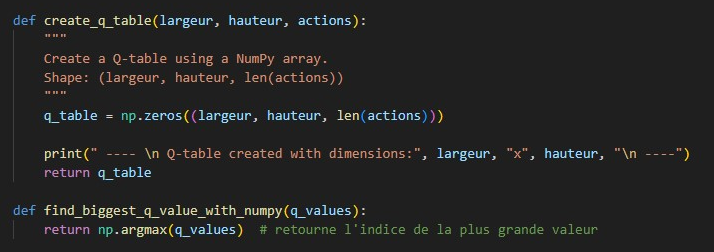 def create_q_table(largeur, hauteur, actions):
    """
    Create a Q-table using a NumPy array.
    Shape: (largeur, hauteur, len(actions))
    """
    q_table = np.zeros((largeur, hauteur, len(actions)))
    print(" ---- \n Q-table created with dimensions:", largeur, "x", hauteur, "\n ----")
    return q_table
def find_biggest_q_value_with_numpy(q_values):
    return np.argmax(q_values)  # retourne l'indice de la plus grande valeur